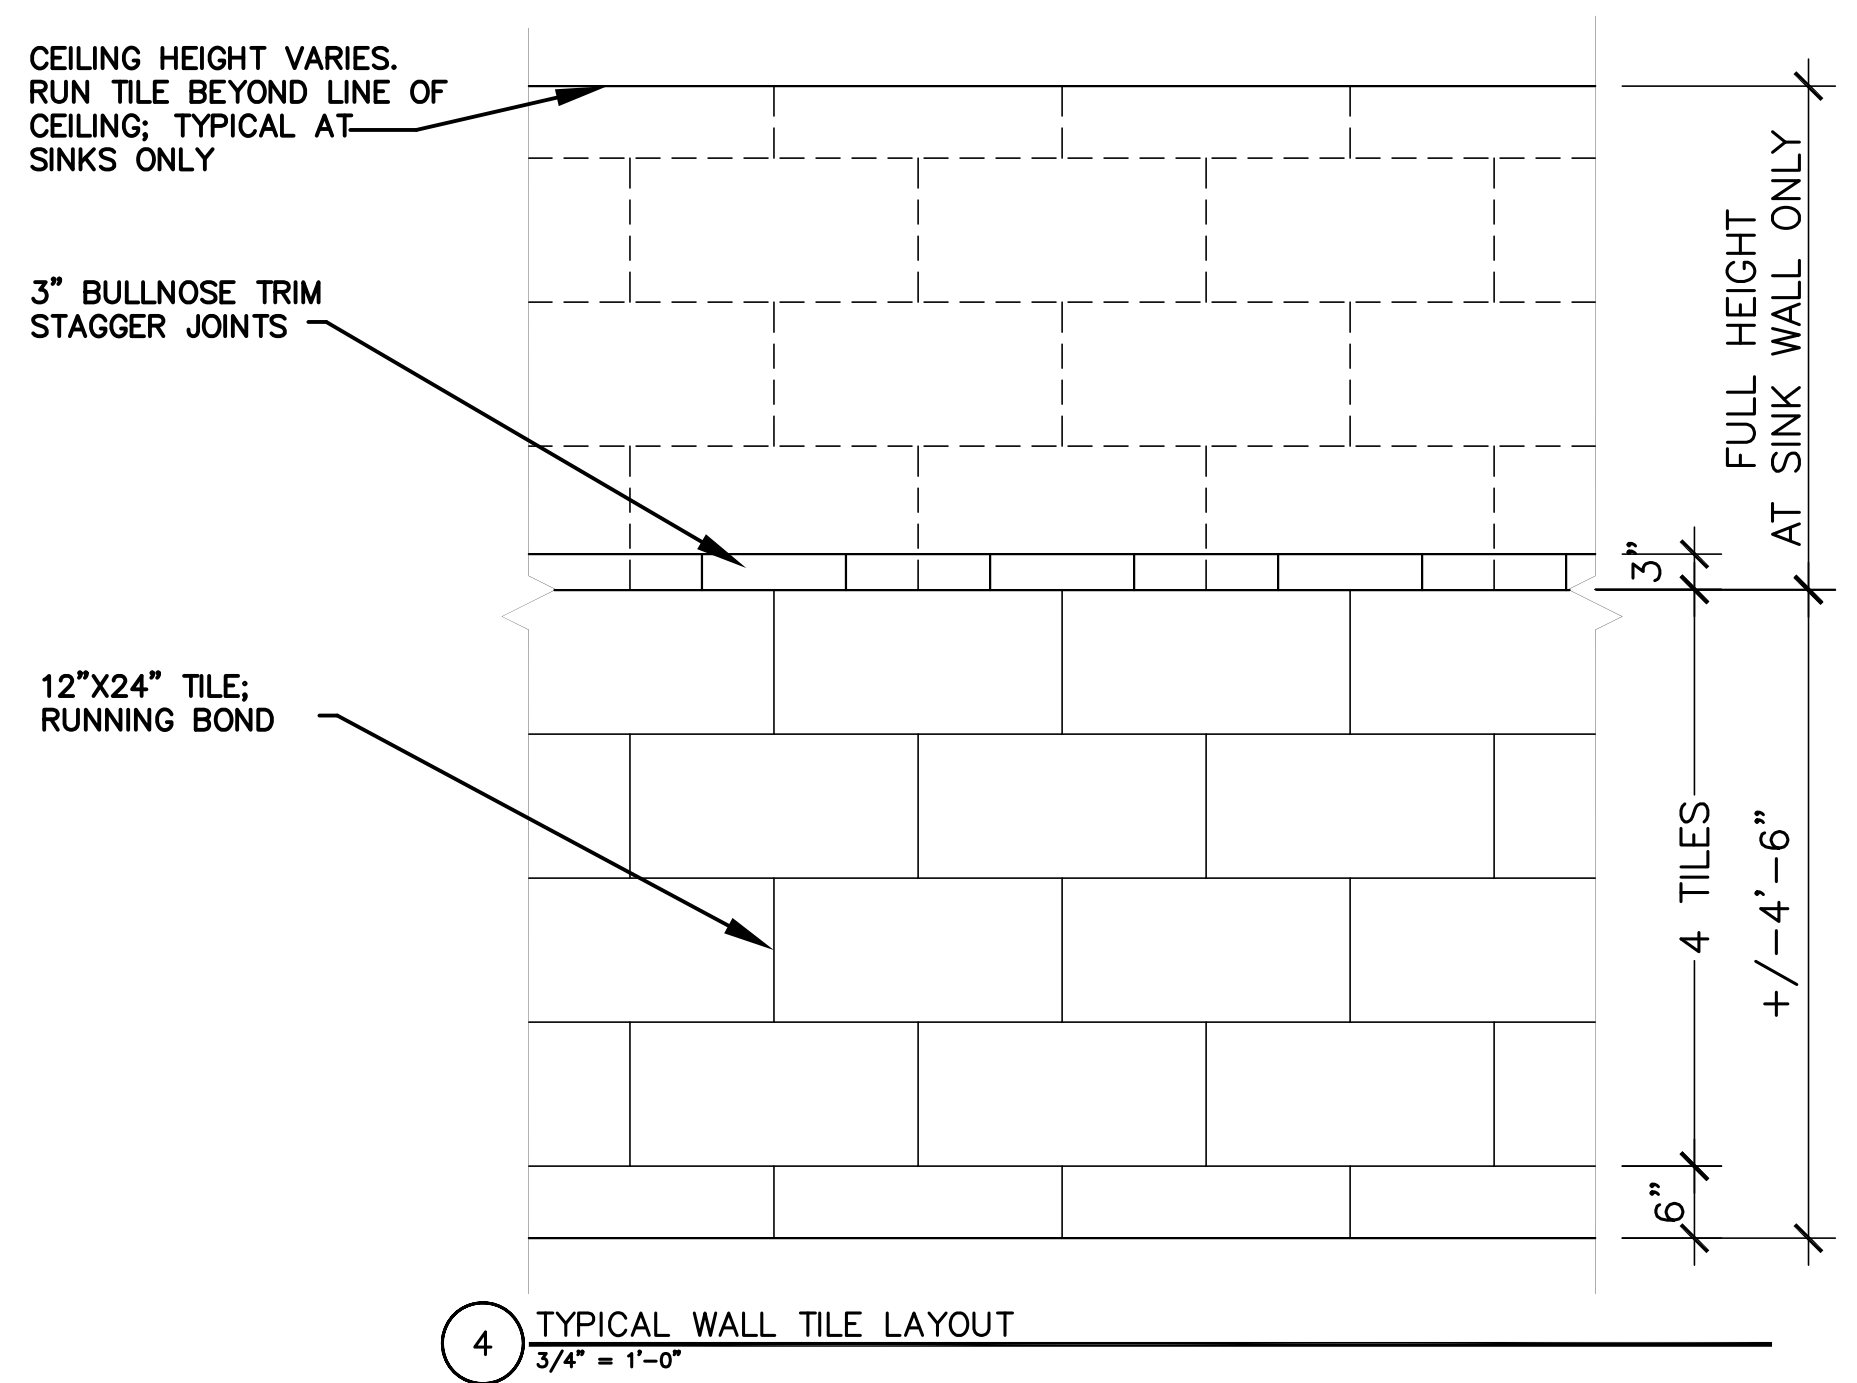 CEILING HEIGHT VARIES.
RUN TILE BEYOND LINE OF
CEILING; TYPICAL AT
SINKS ONLY
3" BULLNOSE TRIM
STAGGER JOINTS
12"X24" TILE;
RUNNING BOND
FULL HEIGHT
AT SINK WALL ONLY
3"
4 TILES
+/-4'-6"
6"
4
TYPICAL WALL TILE LAYOUT
3/4" = 1'-0"